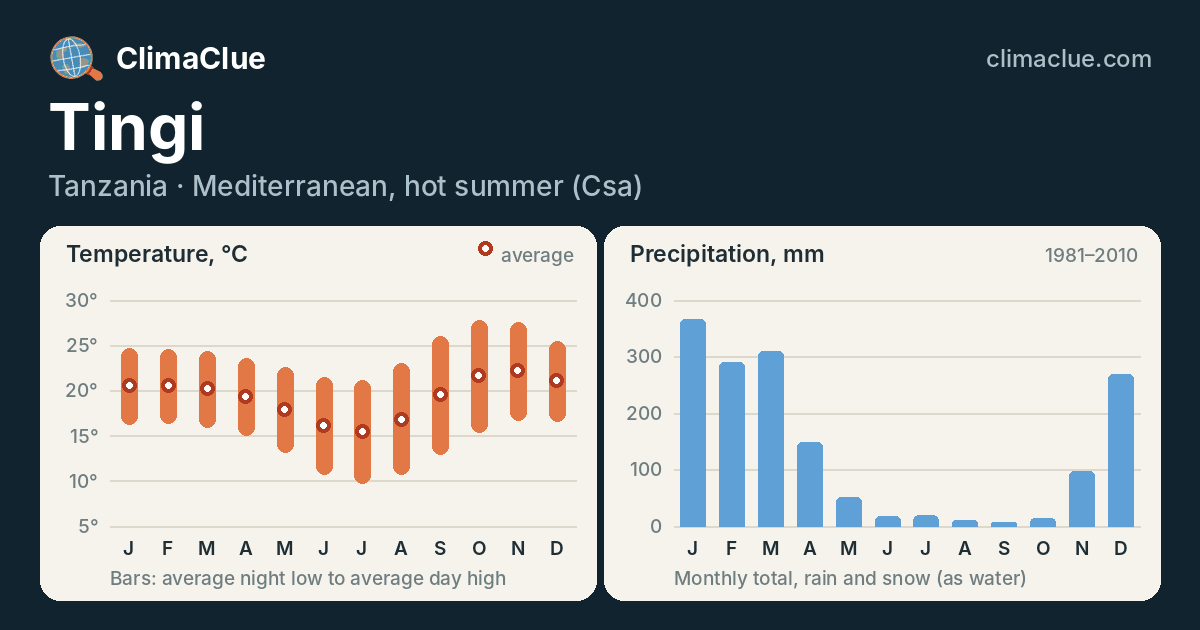 ClimaClue
climaclue.com
Tingi
Tanzania · Mediterranean, hot summer (Csa)
Temperature, °C
average
30°
25°
20°
15°
10°
5°
J F M A M J J A S O N D
Bars: average night low to average day high
Precipitation, mm
1981–2010
400
300
200
100
0
J F M A M J J A S O N D
Monthly total, rain and snow (as water)